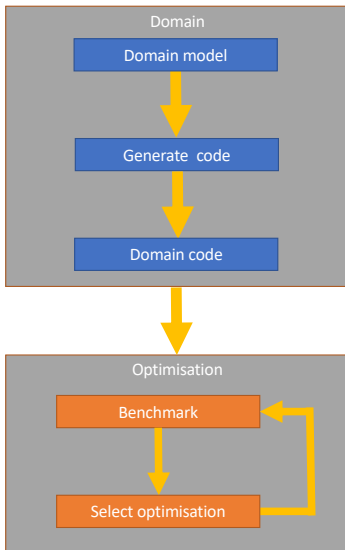 Domain
Domain model
Generate code
Domain code
Optimisation
Benchmark
Select optimisation